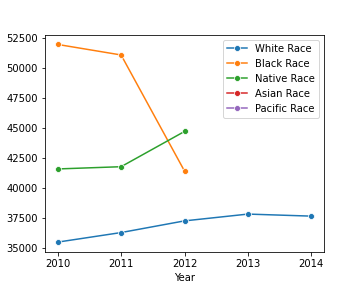 52500
50000
47500
45000
42500
40000
37500
35000
White Race
Black Race
Native Race
Asian Race
Pacific Race
2010 2011 2012 2013 2014
Year